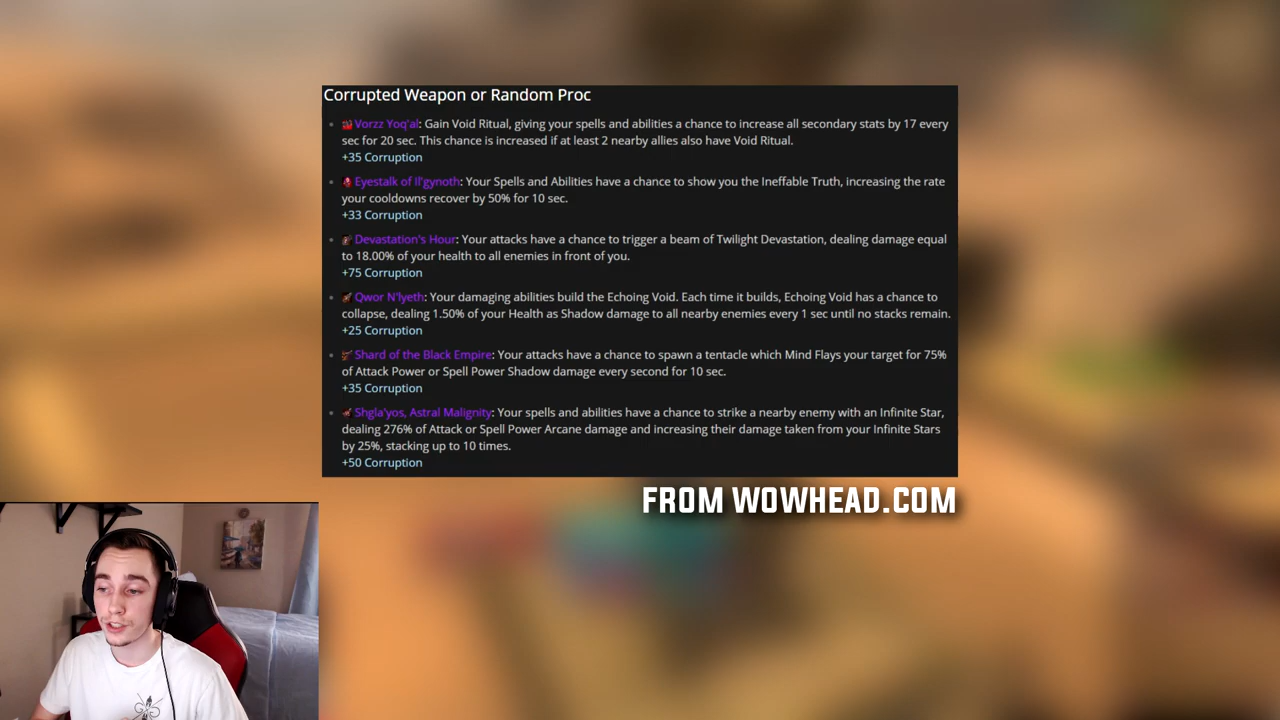 Corrupted Weapon or Random Proc
Vorzz Yoq'al: Gain Void Ritual, giving your spells and abilities a chance to increase all secondary stats by 17 every
sec for 20 sec. This chance is increased if at least 2 nearby allies also have Void Ritual.
+35 Corruption
Eyestalk of Il'gynoth: Your Spells and Abilities have a chance to show you the Ineffable Truth, increasing the rate
your cooldowns recover by 50% for 10 sec.
+33 Corruption
Devastation's Hour: Your attacks have a chance to trigger a beam of Twilight Devastation, dealing damage equal
to 18.00% of your health to all enemies in front of you.
+75 Corruption
Qwor N'lyeth: Your damaging abilities build the Echoing Void. Each time it builds, Echoing Void has a chance to
collapse, dealing 1.50% of your Health as Shadow damage to all nearby enemies every 1 sec until no stacks remain.
+25 Corruption
Shard of the Black Empire: Your attacks have a chance to spawn a tentacle which Mind Flays your target for 75%
of Attack Power or Spell Power Shadow damage every second for 10 sec.
+35 Corruption
Shgla'yos, Astral Malignity: Your spells and abilities have a chance to strike a nearby enemy with an Infinite Star,
dealing 276% of Attack or Spell Power Arcane damage and increasing their damage taken from your Infinite Stars
by 25%, stacking up to 10 times.
+50 Corruption
FROM WOWHEAD.COM